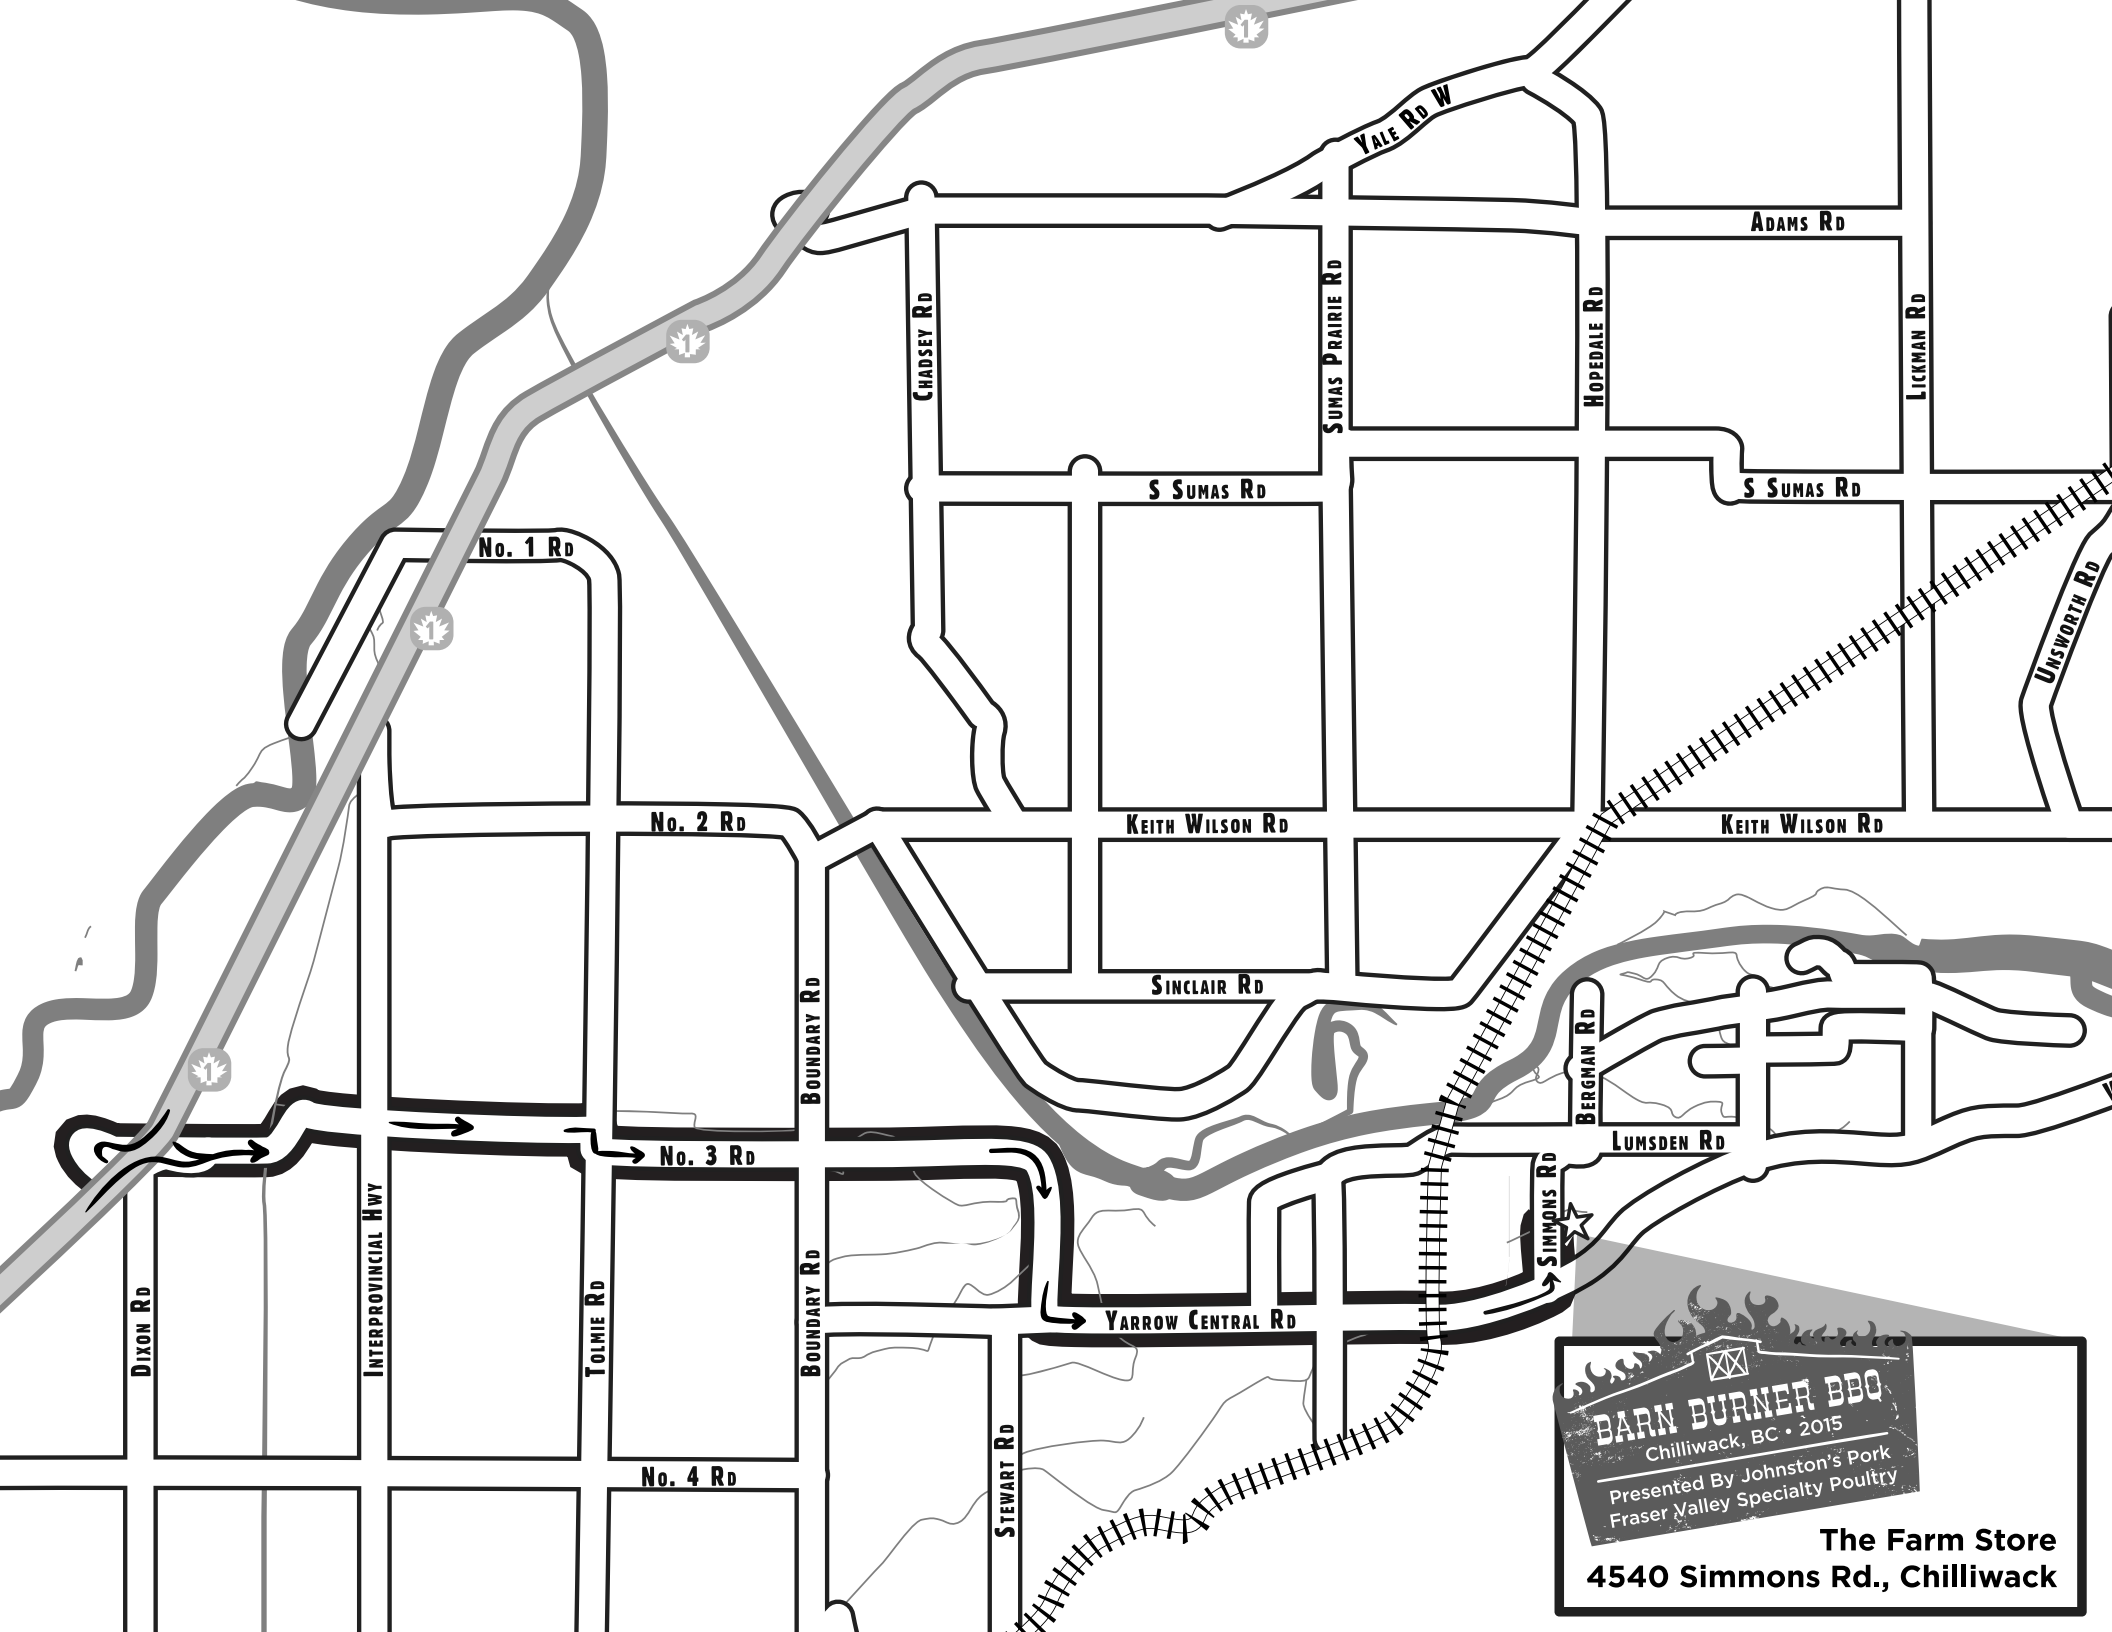 1
Yale Rd W
Adams Rd
Chadsey Rd
Sumas Prairie Rd
Hopedale Rd
Lickman Rd
1
S Sumas Rd
S Sumas Rd
No. 1 Rd
1
Unsworth Rd
No. 2 Rd
Keith Wilson Rd
Keith Wilson Rd
Sinclair Rd
Boundary Rd
Bergman Rd
1
Lumsden Rd
No. 3 Rd
Simmons Rd
Interprovincial Hwy
Dixon Rd
Tolmie Rd
Boundary Rd
Yarrow Central Rd
Stewart Rd
No. 4 Rd
BARN BURNER BBQ
Chilliwack, BC • 2015
Presented By Johnston's Pork
Fraser Valley Specialty Poultry
The Farm Store
4540 Simmons Rd., Chilliwack